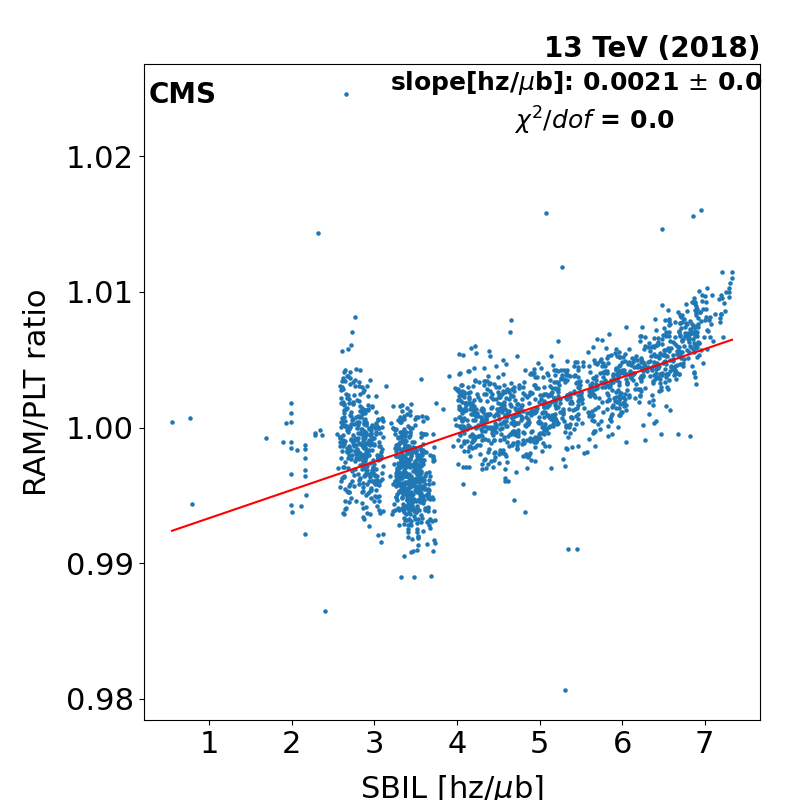 13 TeV (2018)
CMS
slope[hz/μb]: 0.0021 ± 0.0
χ²/dof = 0.0
RAM/PLT ratio
1.02
1.01
1.00
0.99
0.98
1 2 3 4 5 6 7
SBIL [hz/μb]